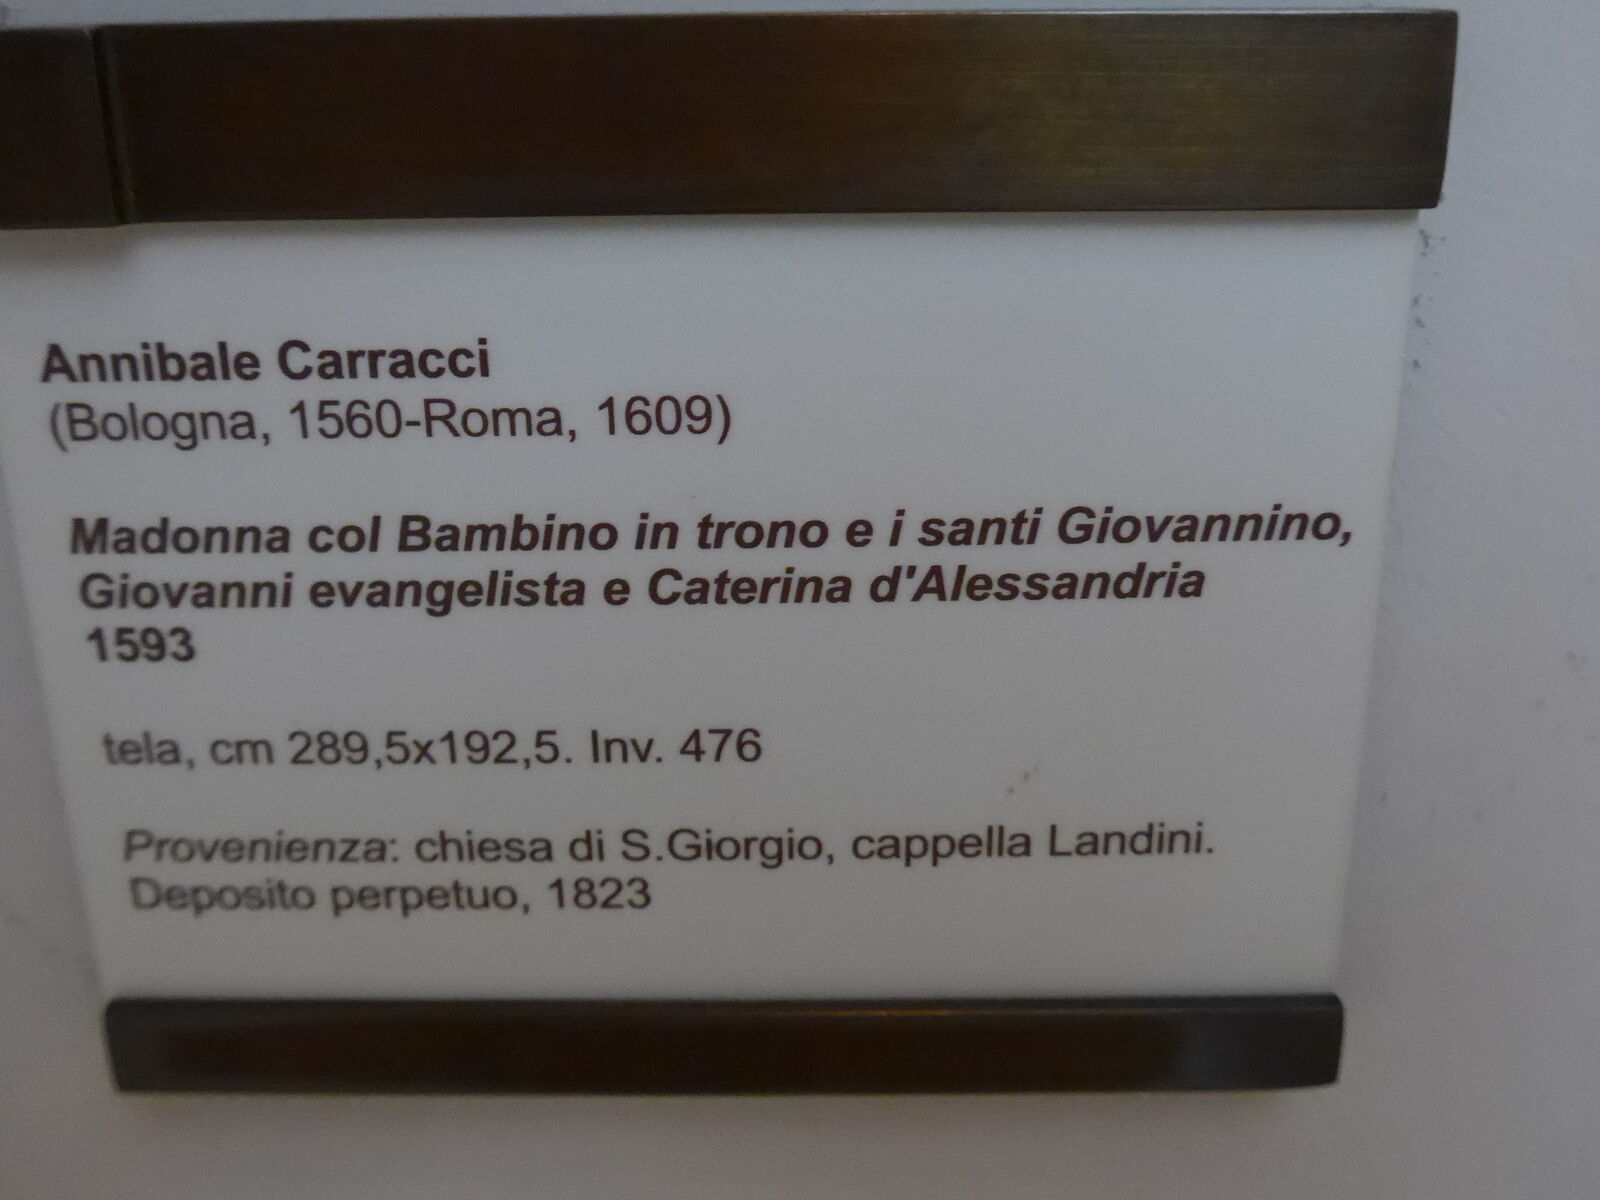 Annibale Carracci
(Bologna, 1560-Roma, 1609)
Madonna col Bambino in trono e i santi Giovannino,
Giovanni evangelista e Caterina d'Alessandria
1593
tela, cm 289,5x192,5. Inv. 476
Provenienza: chiesa di S.Giorgio, cappella Landini.
Deposito perpetuo, 1823